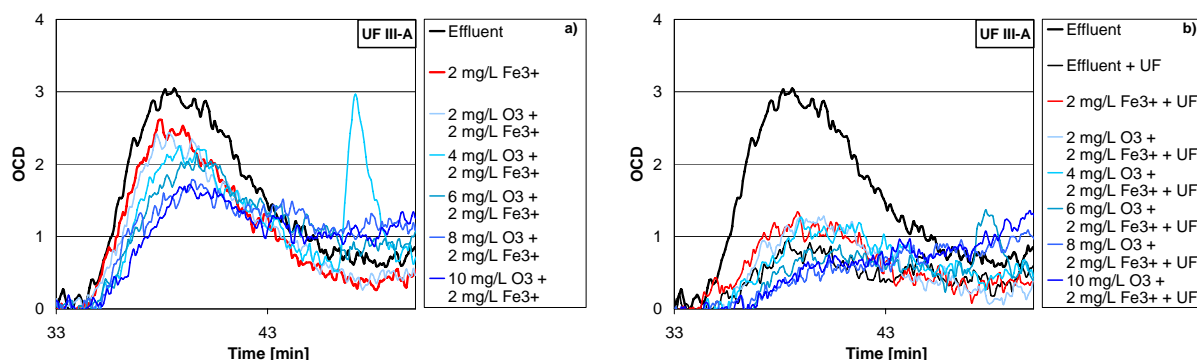 UF III-A
a)
4
3
2
1
0
OCD
33
43
Time [min]
Effluent
2 mg/L Fe3+
2 mg/L O3 +
2 mg/L Fe3+
4 mg/L O3 +
2 mg/L Fe3+
6 mg/L O3 +
2 mg/L Fe3+
8 mg/L O3 +
2 mg/L Fe3+
10 mg/L O3 +
2 mg/L Fe3+
UF III-A
b)
4
3
2
1
0
OCD
33
43
Time [min]
Effluent
Effluent + UF
2 mg/L Fe3+ + UF
2 mg/L O3 +
2 mg/L Fe3+ + UF
4 mg/L O3 +
2 mg/L Fe3+ + UF
6 mg/L O3 +
2 mg/L Fe3+ + UF
8 mg/L O3 +
2 mg/L Fe3+ + UF
10 mg/L O3 +
2 mg/L Fe3+ + UF